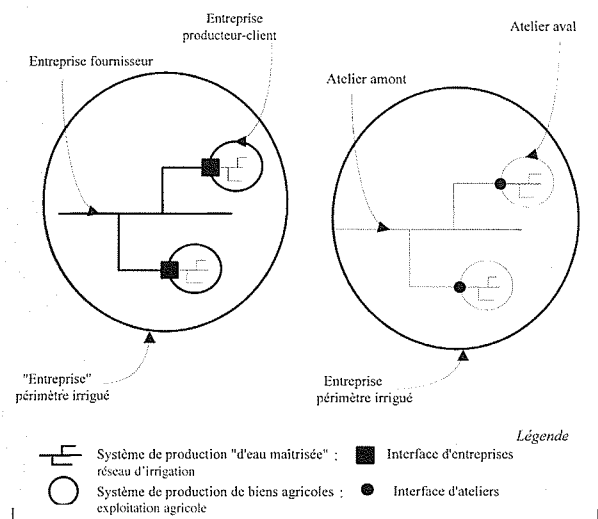 Entreprise
producteur-client
Entreprise fournisseur
Atelier aval
Atelier amont
"Entreprise"
périmètre irrigué
Entreprise
périmètre irrigué
Légende
Système de production "d'eau maîtrisée" :
réseau d'irrigation
Interface d'entreprises
Système de production de biens agricoles :
exploitation agricole
Interface d'ateliers